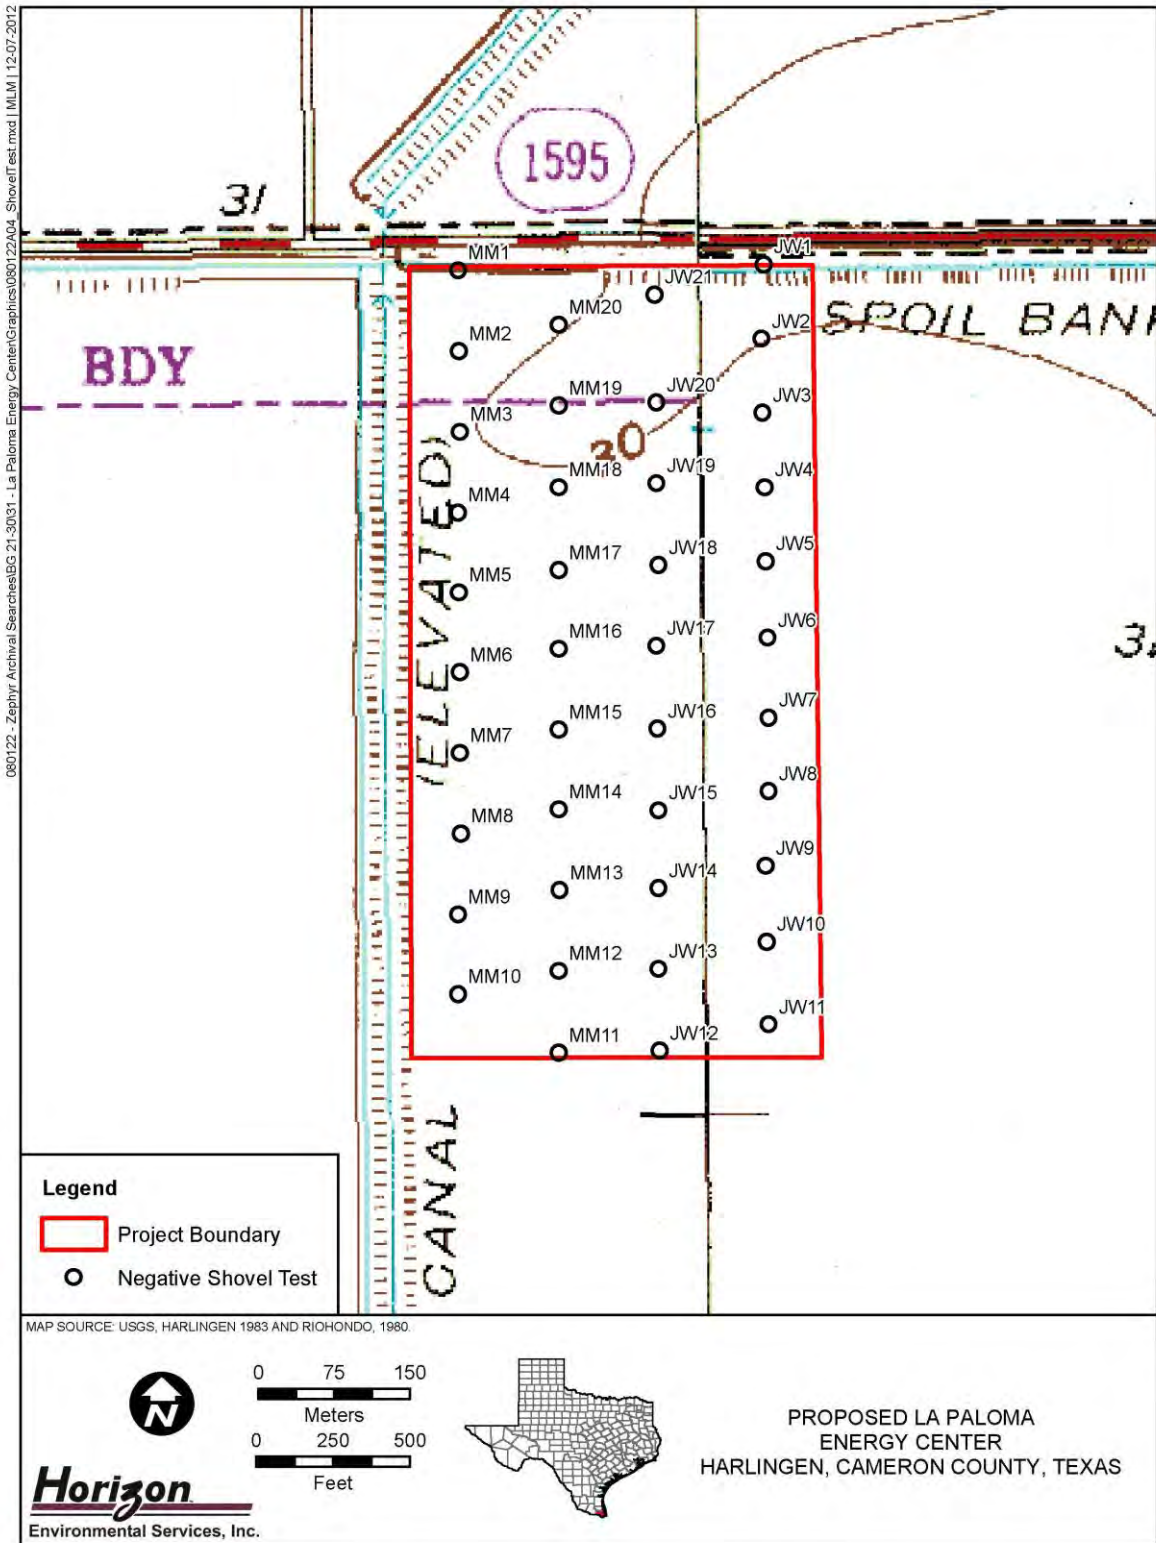 080122 - Zephyr Archival Searches\BG 21-30\31 - La Paloma Energy Center\Graphics\080122A04_ShovelTest.mxd | MLM | 12-07-2012
1595
31
MM1
JW1
JW21
MM20
JW2
SPOIL BANK
MM2
BDY
MM19
JW20
JW3
MM3
20
MM18
JW19
JW4
MM4
(ELEVATED)
MM17
JW18
JW5
MM5
MM16
JW17
JW6
MM6
MM15
JW16
JW7
MM7
MM14
JW15
JW8
MM8
MM13
JW14
JW9
MM9
MM12
JW13
JW10
MM10
MM11
JW12
JW11
CANAL
Legend
Project Boundary
Negative Shovel Test
MAP SOURCE: USGS, HARLINGEN 1983 AND RIOHONDO, 1980.
N
0 75 150
Meters
0 250 500
Feet
Horizon
Environmental Services, Inc.
PROPOSED LA PALOMA
ENERGY CENTER
HARLINGEN, CAMERON COUNTY, TEXAS